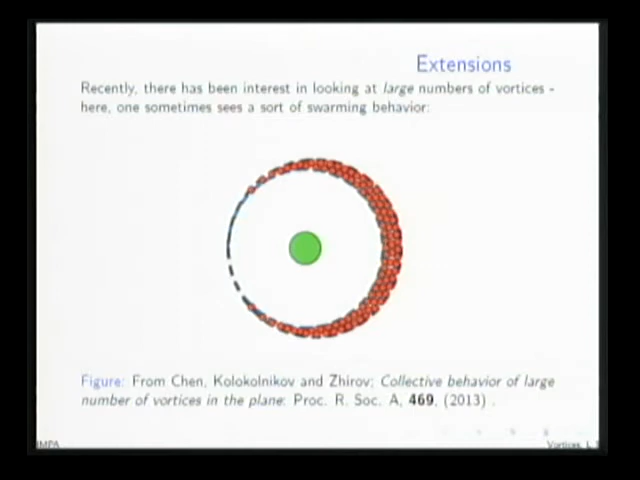 Extensions
Recently, there has been interest in looking at large numbers of vortices -
here, one sometimes sees a sort of swarming behavior:
Figure: From Chen, Kolokolnikov and Zhirov; Collective behavior of large
number of vortices in the plane. Proc. R. Soc. A, 469, (2013) .
IMPA
Vortices, L